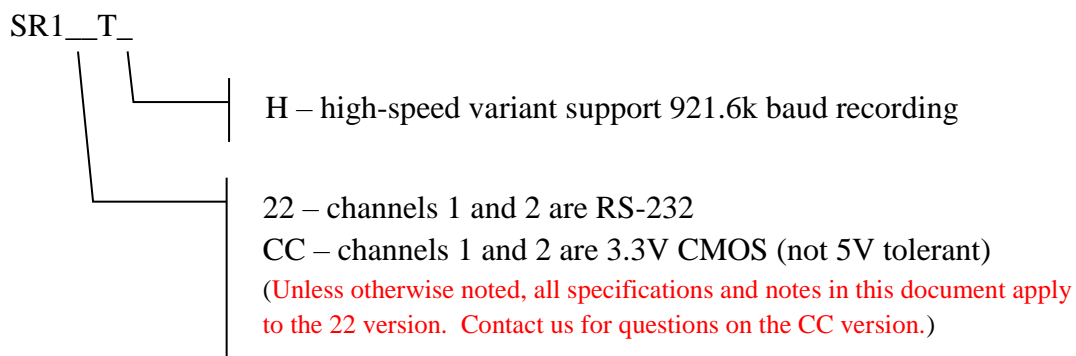 SR1__T_
H – high-speed variant support 921.6k baud recording
22 – channels 1 and 2 are RS-232
CC – channels 1 and 2 are 3.3V CMOS (not 5V tolerant)
(Unless otherwise noted, all specifications and notes in this document apply
to the 22 version.  Contact us for questions on the CC version.)